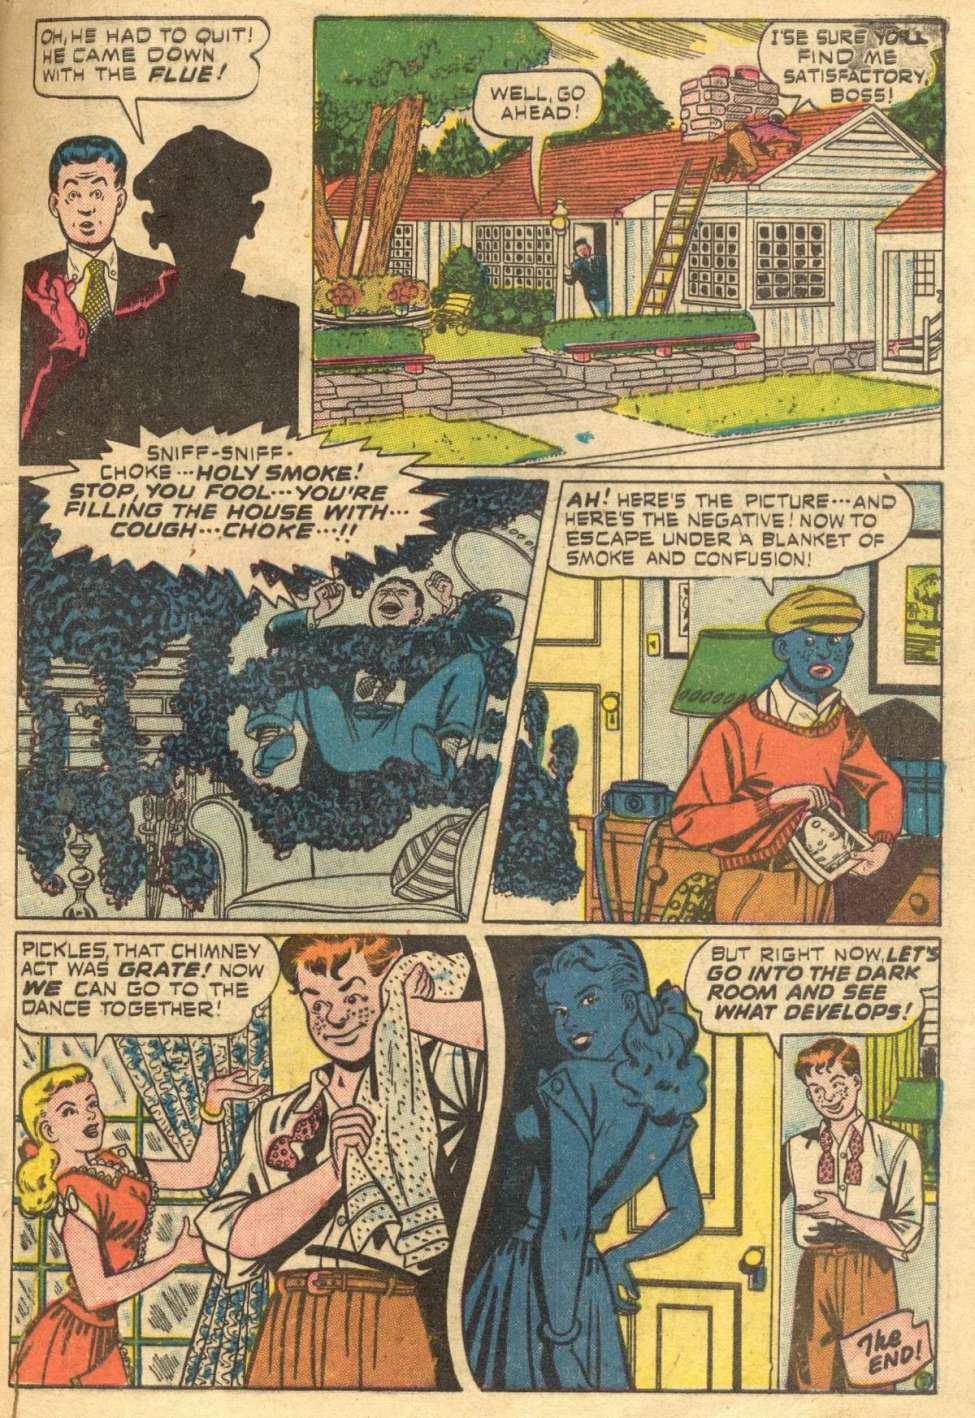 OH, HE HAD TO QUIT!
HE CAME DOWN
WITH THE FLUE!
WELL, GO
AHEAD!
I'SE SURE YOU'LL
FIND ME
SATISFACTORY,
BOSS!
SNIFF-SNIFF-
CHOKE---HOLY SMOKE!
STOP, YOU FOOL---YOU'RE
FILLING THE HOUSE WITH---
COUGH---CHOKE---!!
AH! HERE'S THE PICTURE---AND
HERE'S THE NEGATIVE! NOW TO
ESCAPE UNDER A BLANKET OF
SMOKE AND CONFUSION!
PICKLES, THAT CHIMNEY
ACT WAS GRATE! NOW
WE CAN GO TO THE
DANCE TOGETHER!
BUT RIGHT NOW, LET'S
GO INTO THE DARK
ROOM AND SEE
WHAT DEVELOPS!
The
END!